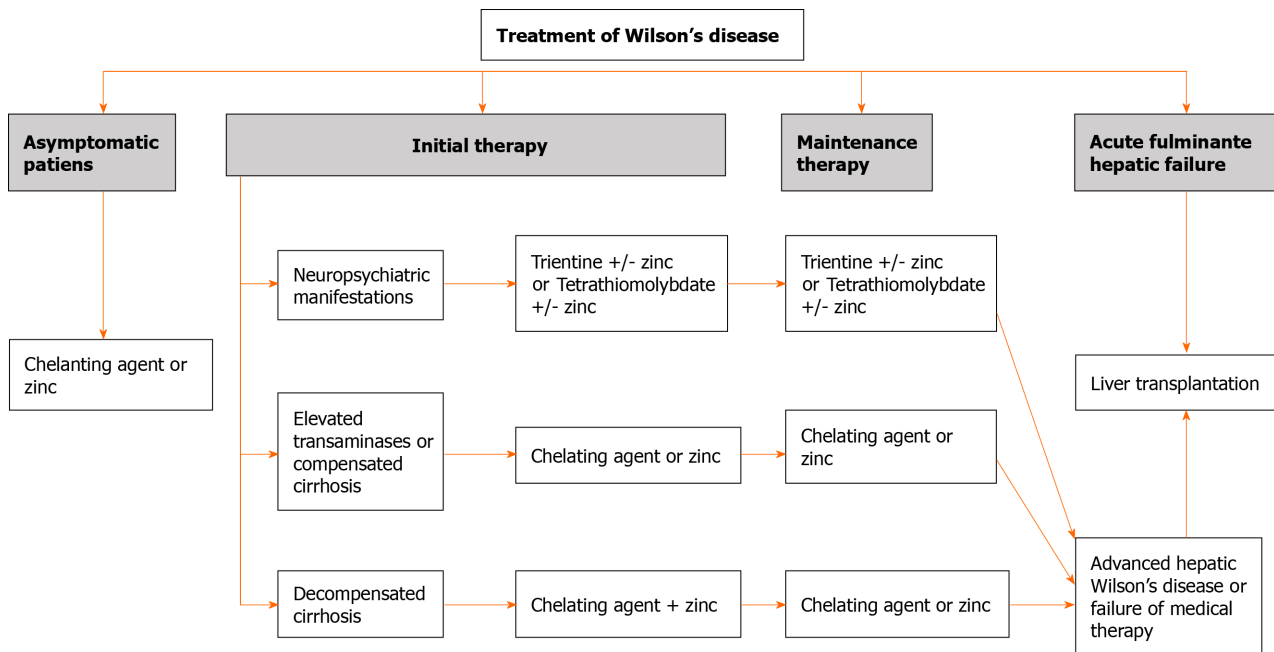 Treatment of Wilson’s disease
Asymptomatic
patiens
Initial therapy
Maintenance
therapy
Acute fulminante
hepatic failure
Neuropsychiatric
manifestations
Trientine +/- zinc
or Tetrathiomolybdate
+/- zinc
Trientine +/- zinc
or Tetrathiomolybdate
+/- zinc
Chelanting agent or
zinc
Liver transplantation
Elevated
transaminases or
compensated
cirrhosis
Chelating agent or zinc
Chelating agent or
zinc
Decompensated
cirrhosis
Chelating agent + zinc
Chelating agent or zinc
Advanced hepatic
Wilson’s disease or
failure of medical
therapy